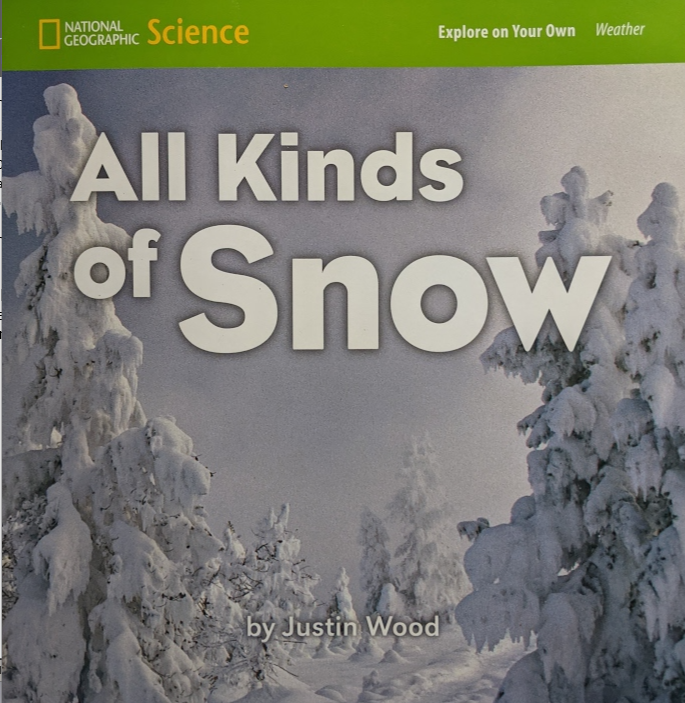 NATIONAL
GEOGRAPHIC Science
Explore on Your Own Weather
All Kinds
of Snow
by Justin Wood